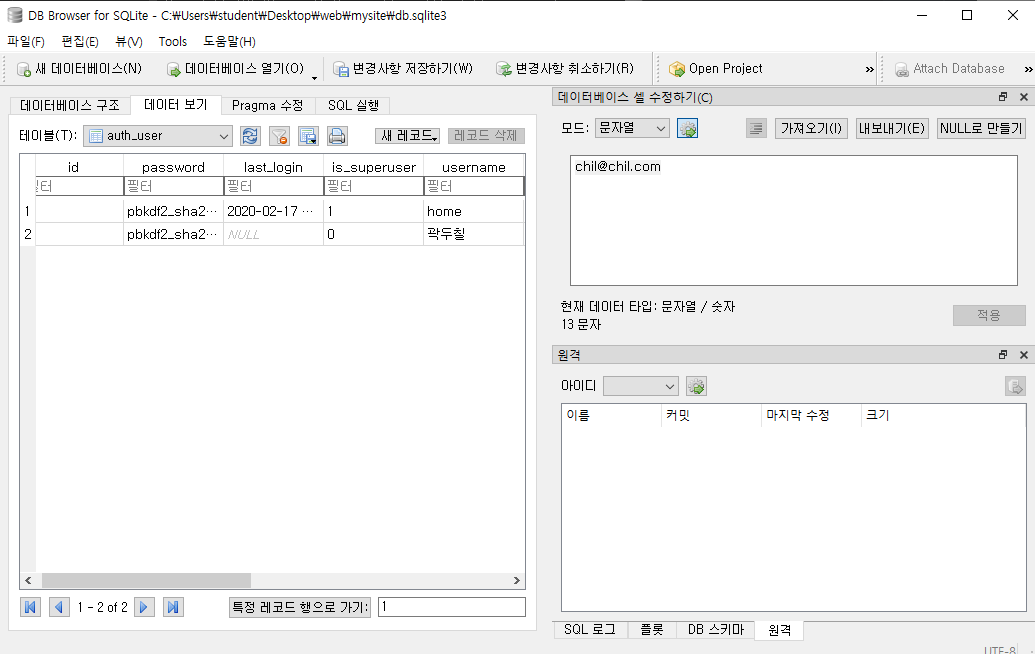 DB Browser for SQLite - C:₩Users₩student₩Desktop₩web₩mysite₩db.sqlite3
파일(F) 편집(E) 뷰(V) Tools 도움말(H)
새 데이터베이스(N) 데이터베이스 열기(O) 변경사항 저장하기(W) 변경사항 취소하기(R) Open Project » Attach Database »
데이터베이스 구조 데이터 보기 Pragma 수정 SQL 실행
테이블(T): auth_user 새 레코드 레코드 삭제
id password last_login is_superuser username
필터 필터 필터 필터 필터
1 pbkdf2_sha2··· 2020-02-17 ··· 1 home
2 pbkdf2_sha2··· NULL 0 곽두칠
1 - 2 of 2 특정 레코드 행으로 가기: 1
데이터베이스 셀 수정하기(C)
모드: 문자열 가져오기(I) 내보내기(E) NULL로 만들기
chil@chil.com
현재 데이터 타입: 문자열 / 숫자
13 문자
적용
원격
아이디
이름 커밋 마지막 수정 크기
SQL 로그 플롯 DB 스키마 원격
UTF-8